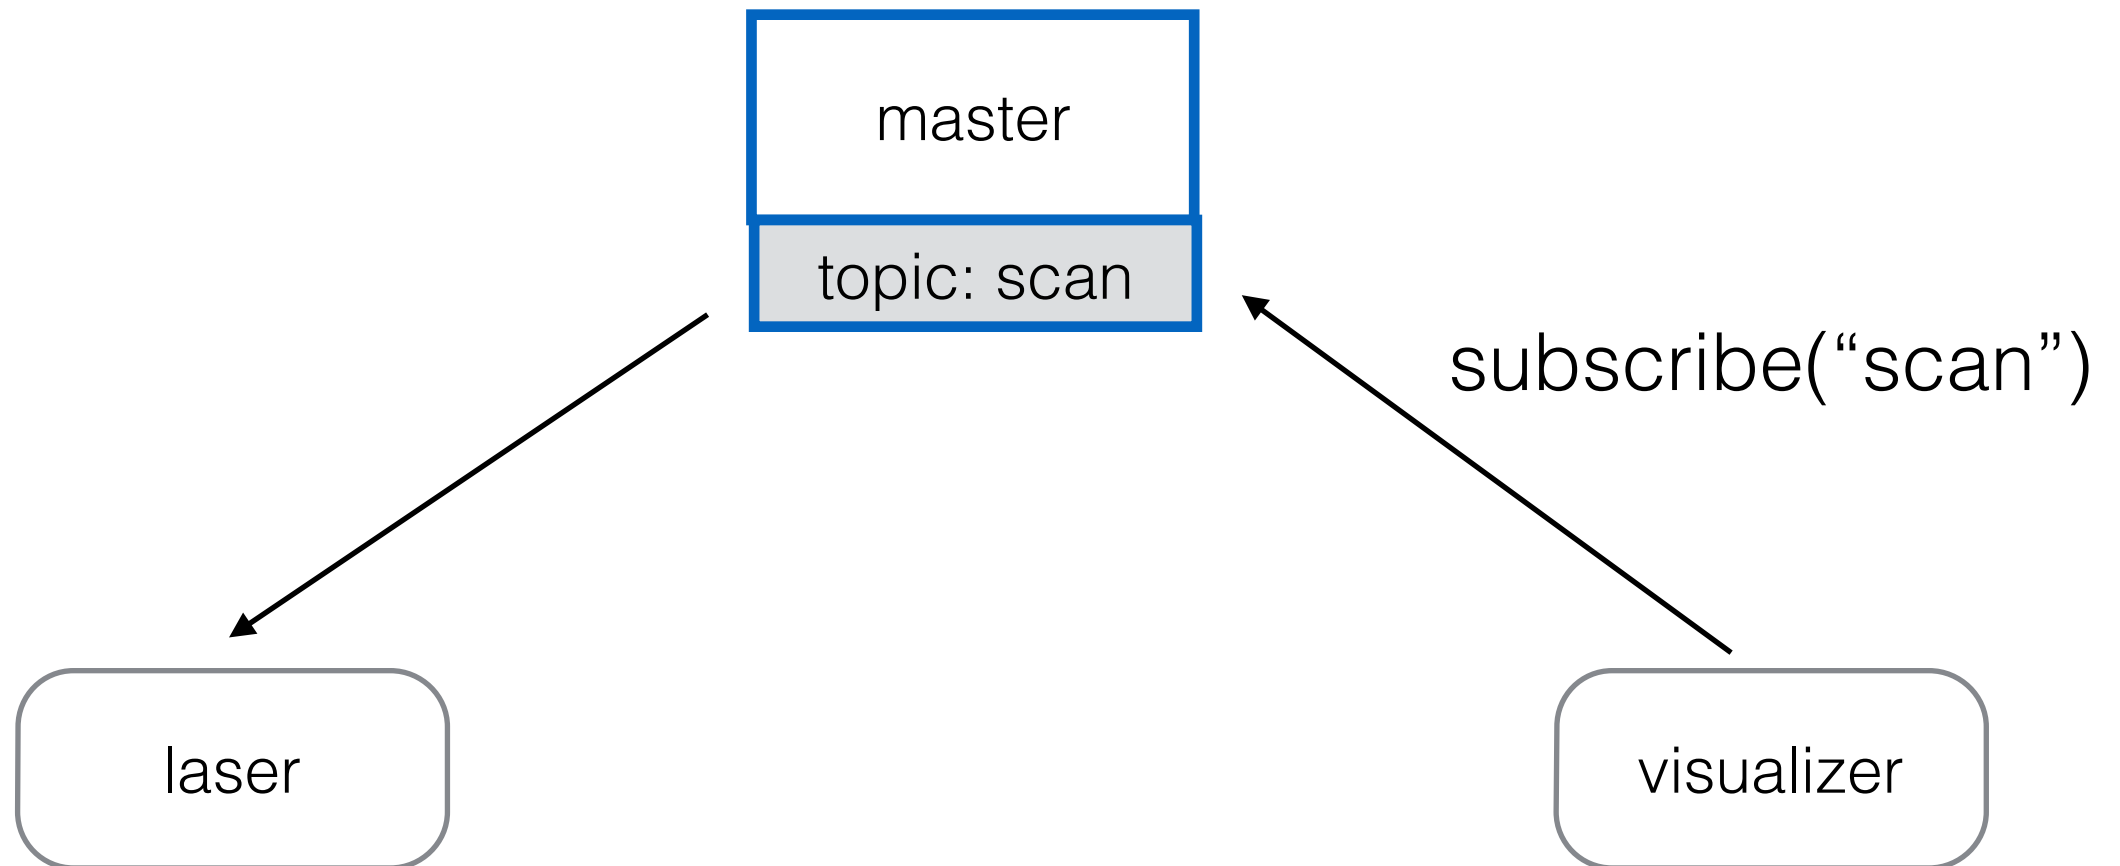 master
topic: scan
subscribe(“scan”)
laser
visualizer